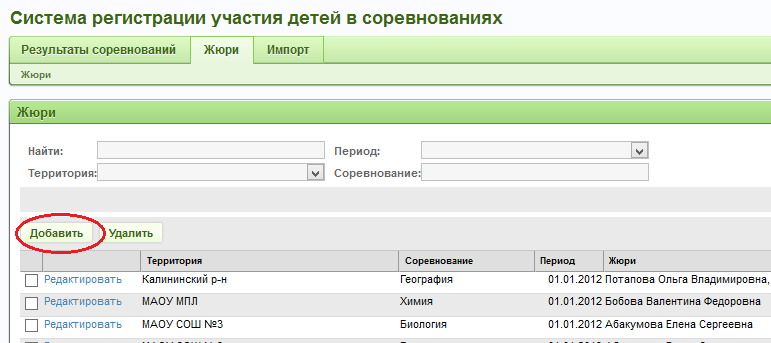 Система регистрации участия детей в соревнованиях
Результаты соревнований Жюри Импорт
Жюри
Жюри
Найти: Период:
Территория: Соревнование:
Добавить Удалить
Территория Соревнование Период Жюри
Редактировать Калининский р-н География 01.01.2012 Потапова Ольга Владимировна,
Редактировать МАОУ МПЛ Химия 01.01.2012 Бобова Валентина Федоровна
Редактировать МАОУ СОШ №3 Биология 01.01.2012 Абакумова Елена Сергеевна